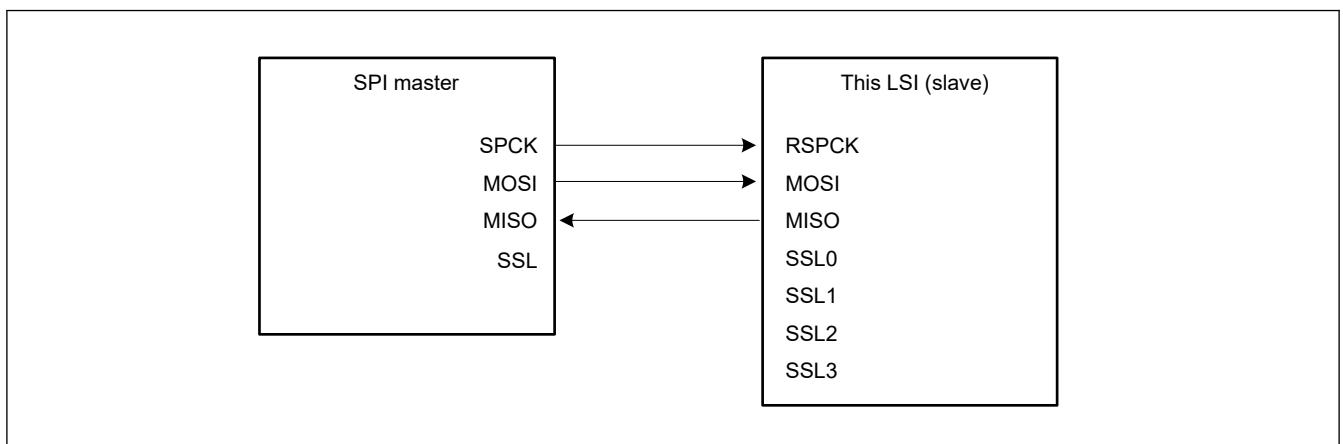 SPI master
SPCK
MOSI
MISO
SSL
This LSI (slave)
RSPCK
MOSI
MISO
SSL0
SSL1
SSL2
SSL3